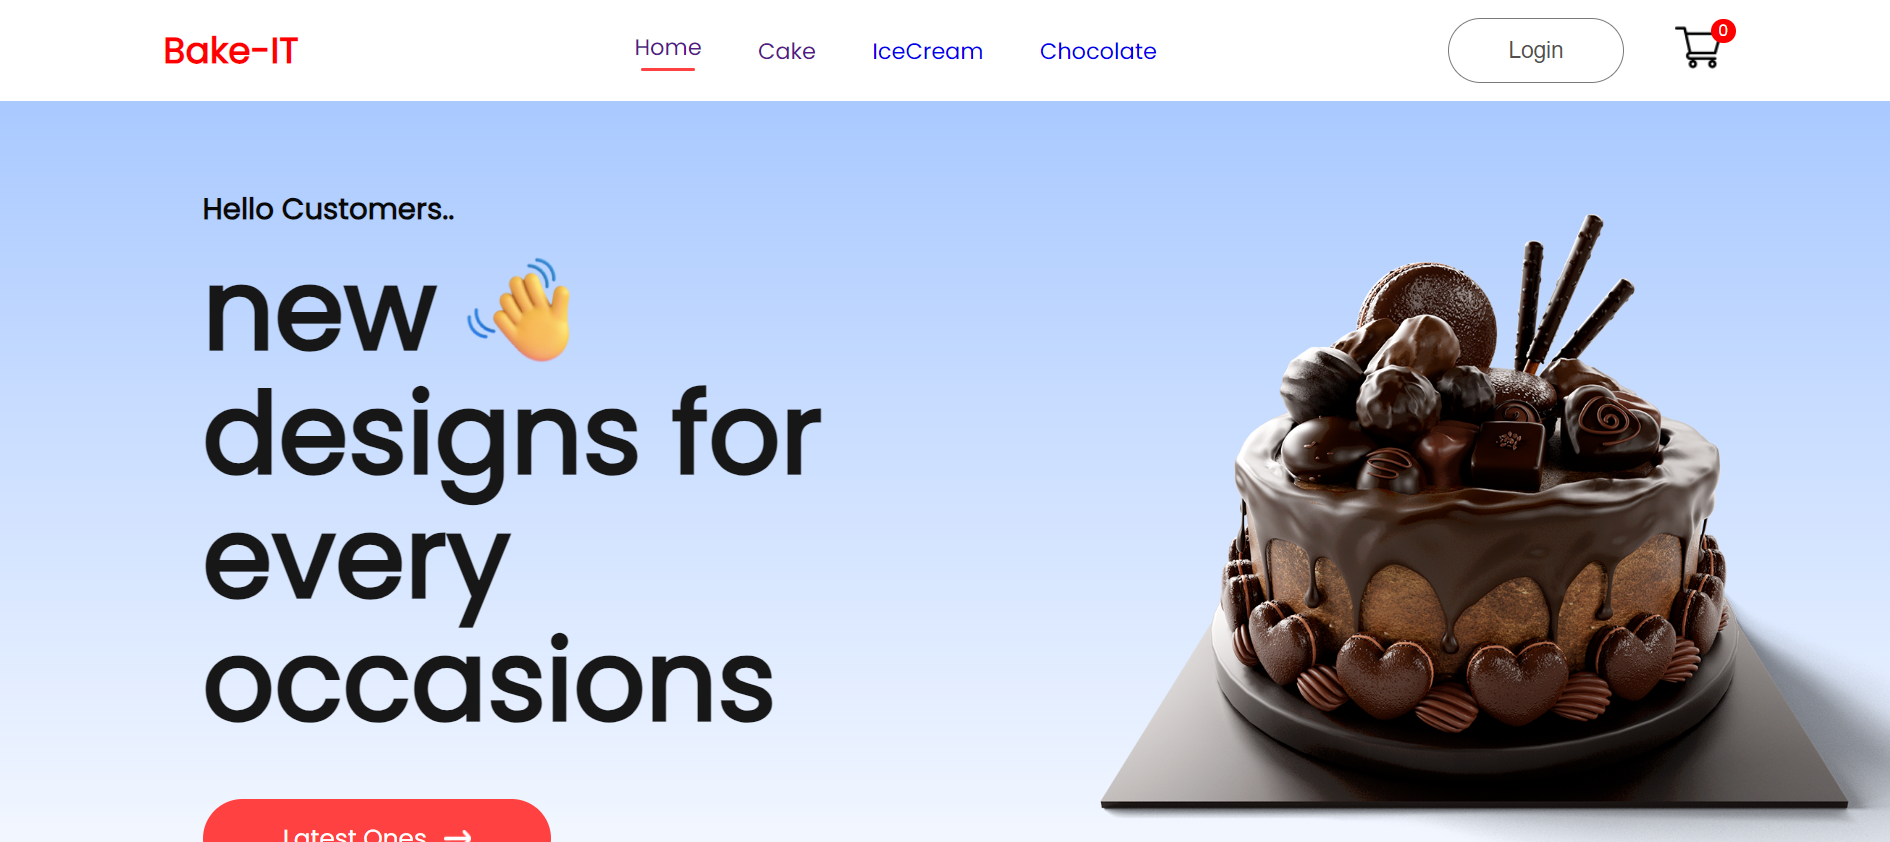 Bake-IT
Home Cake IceCream Chocolate
Login
0
Hello Customers..
new 👋
designs for
every
occasions
Latest Ones →